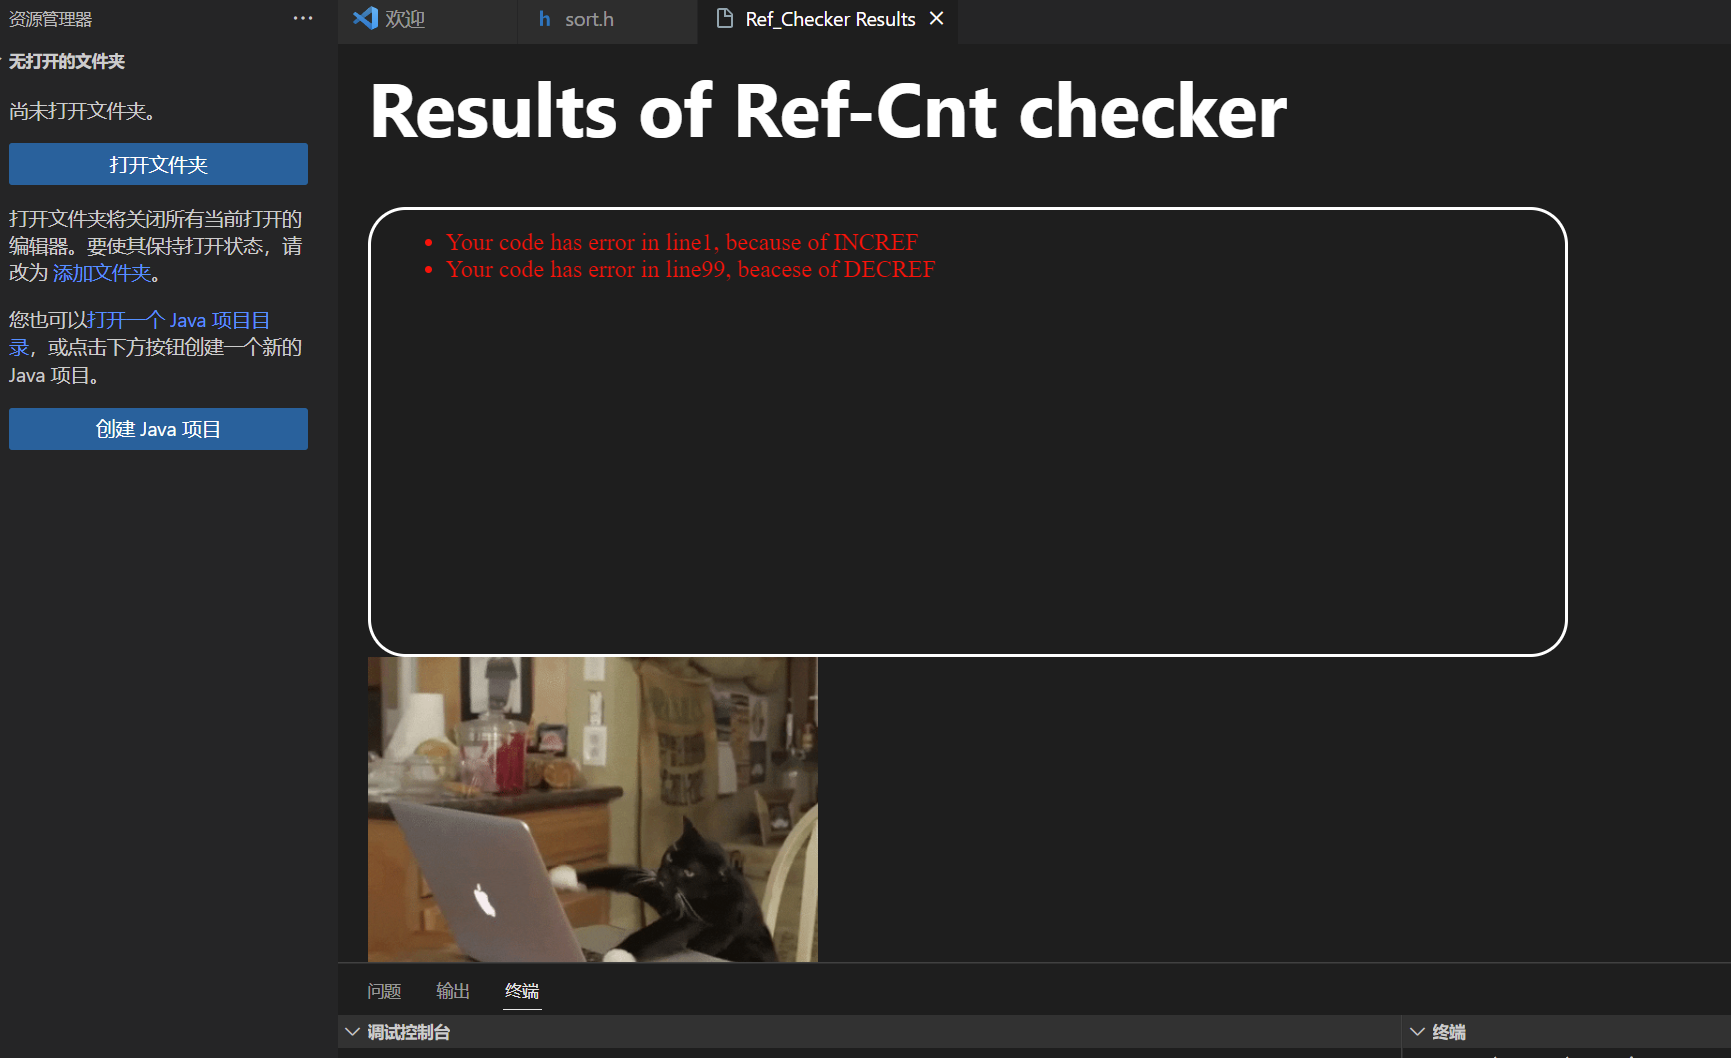 资源管理器
无打开的文件夹
尚未打开文件夹。
打开文件夹
打开文件夹将关闭所有当前打开的
编辑器。要使其保持打开状态，请
改为 添加文件夹。
您也可以打开一个 Java 项目目
录，或点击下方按钮创建一个新的
Java 项目。
创建 Java 项目
欢迎
h sort.h
Ref_Checker Results
Results of Ref-Cnt checker
Your code has error in line1, because of INCREF
Your code has error in line99, beacese of DECREF
问题 输出 终端
调试控制台
终端